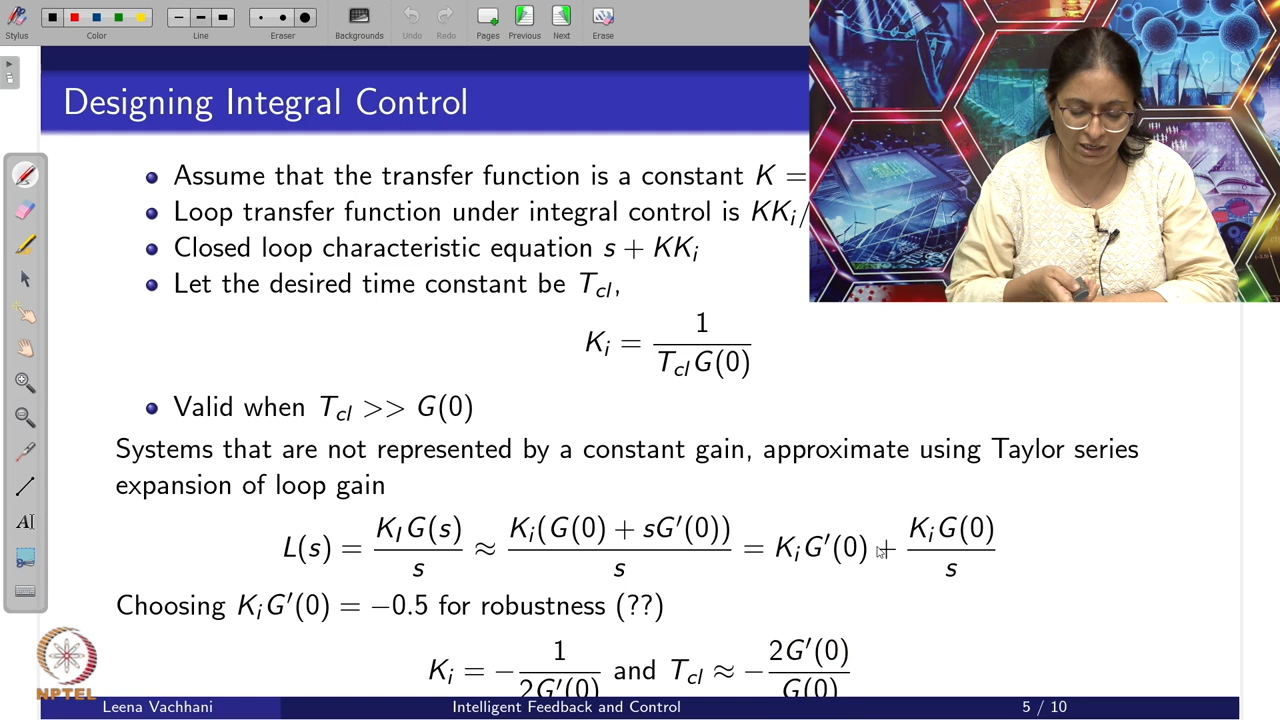 Stylus
Color
Line
Eraser
Backgrounds
Undo
Redo
Pages
Previous
Next
Erase
Designing Integral Control
Assume that the transfer function is a constant K =
Loop transfer function under integral control is KK_i/
Closed loop characteristic equation s + KK_i
Let the desired time constant be T_cl,
K_i = 1 / (T_cl G(0))
Valid when T_cl >> G(0)
Systems that are not represented by a constant gain, approximate using Taylor series
expansion of loop gain
L(s) = K_I G(s) / s ≈ K_i(G(0) + sG′(0)) / s = K_i G′(0) + K_i G(0) / s
Choosing K_i G′(0) = −0.5 for robustness (??)
K_i = − 1 / 2G′(0) and T_cl ≈ − 2G′(0) / G(0)
NPTEL
Leena Vachhani
Intelligent Feedback and Control
5 / 10